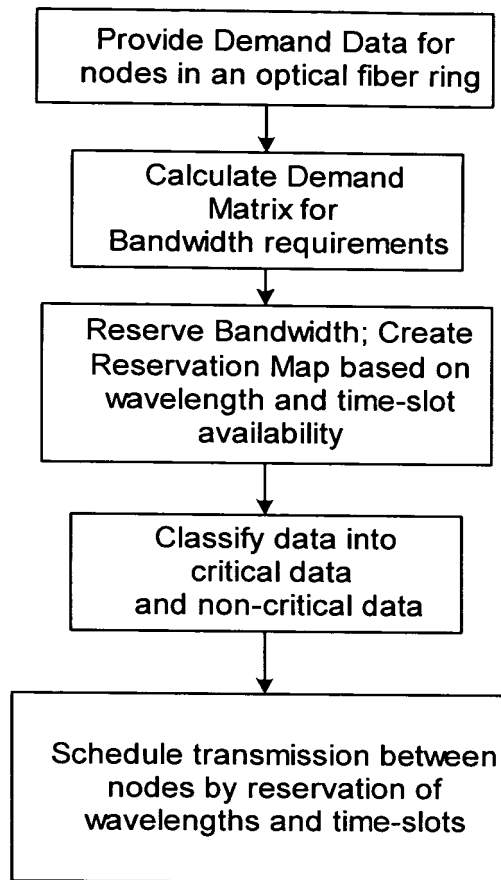 Provide Demand Data for
nodes in an optical fiber ring
Calculate Demand
Matrix for
Bandwidth requirements
Reserve Bandwidth; Create
Reservation Map based on
wavelength and time-slot
availability
Classify data into
critical data
and non-critical data
Schedule transmission between
nodes by reservation of
wavelengths and time-slots